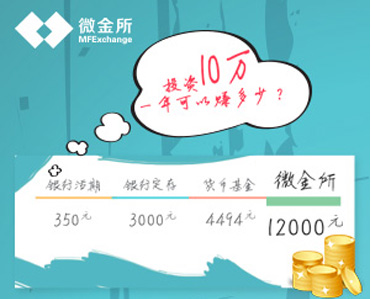 微金所
MFExchange
投资10万
一年可以赚多少？
银行活期 银行定存 货币基金 微金所
350元 3000元 4494元 12000元